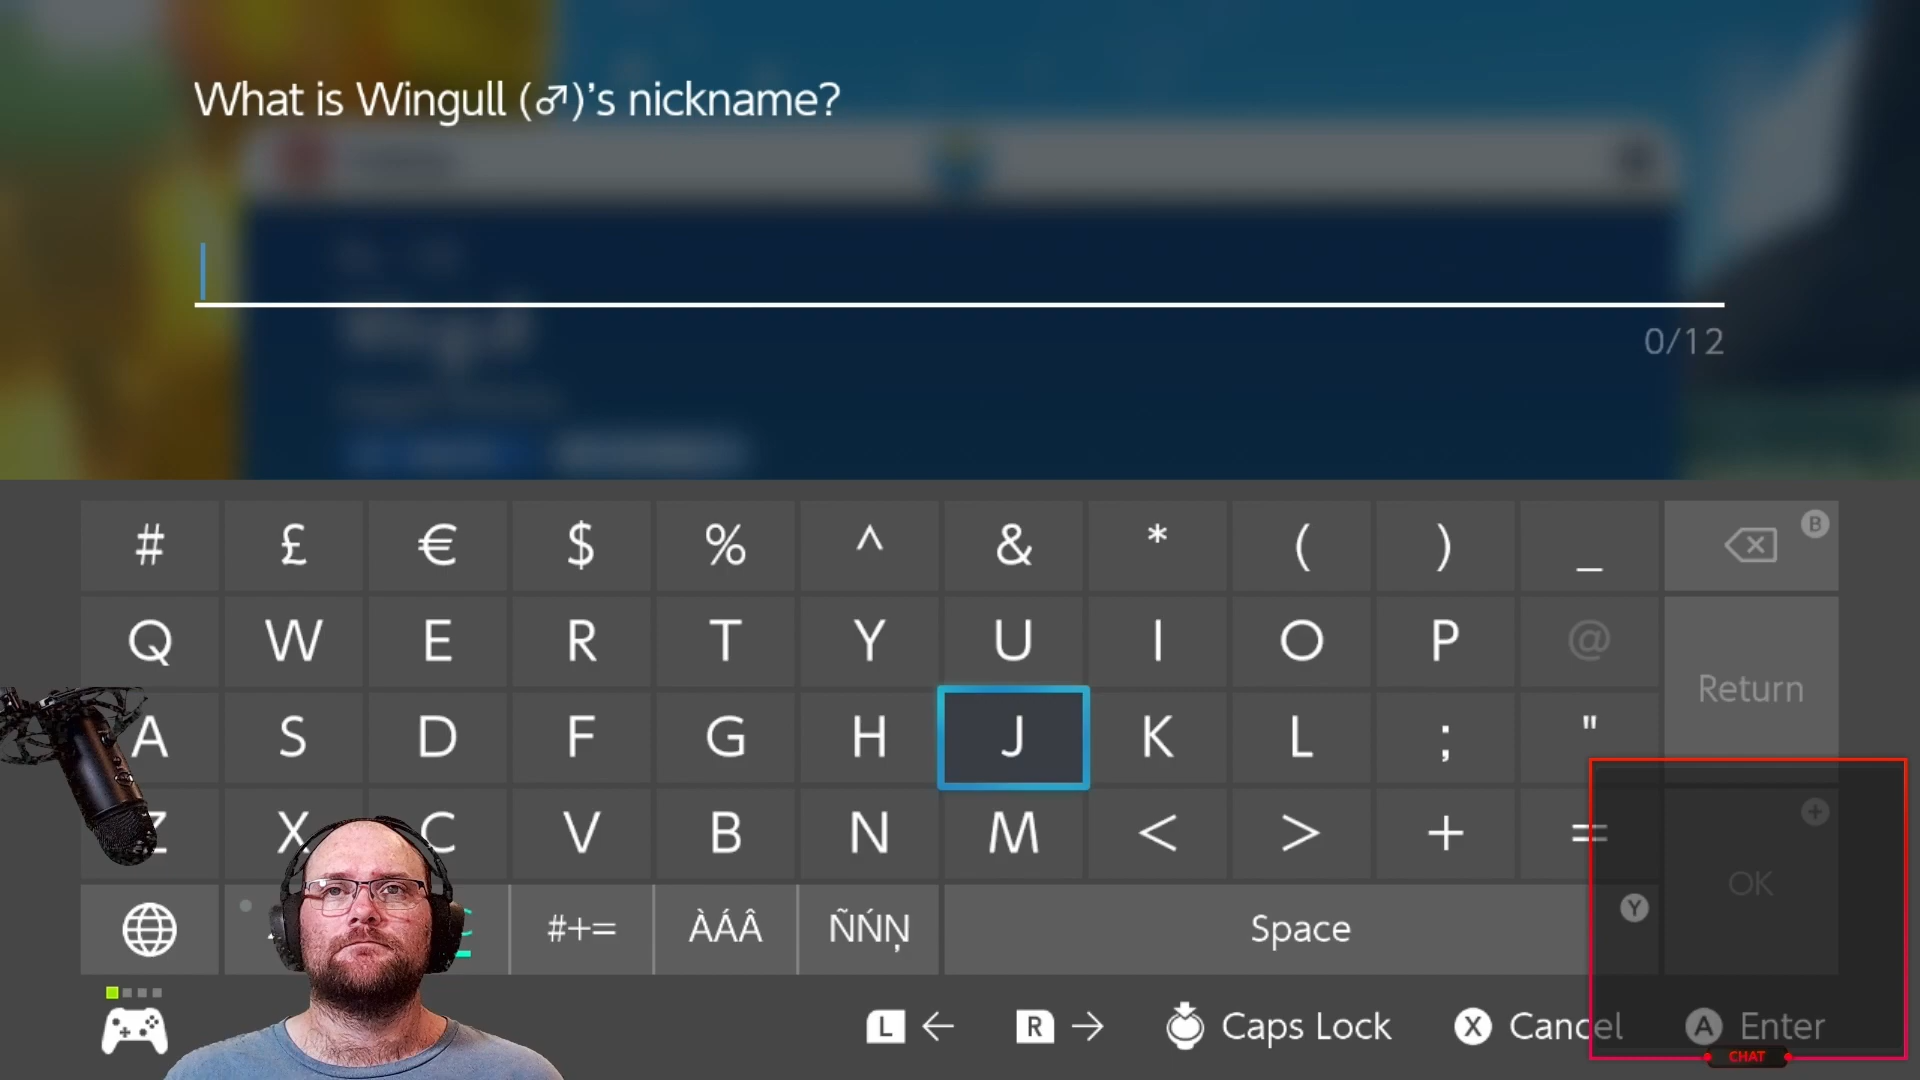 What is Wingull (♂)'s nickname?
0/12
# £ € $ % ^ & * ( ) _ B
Q W E R T Y U I O P @
Return
A S D F G H J K L ; "
Z X C V B N M < > + = +
OK
#+= ÀÁÂ ÑŃŅ Space Y
L ← R → Caps Lock X Cancel A Enter
CHAT